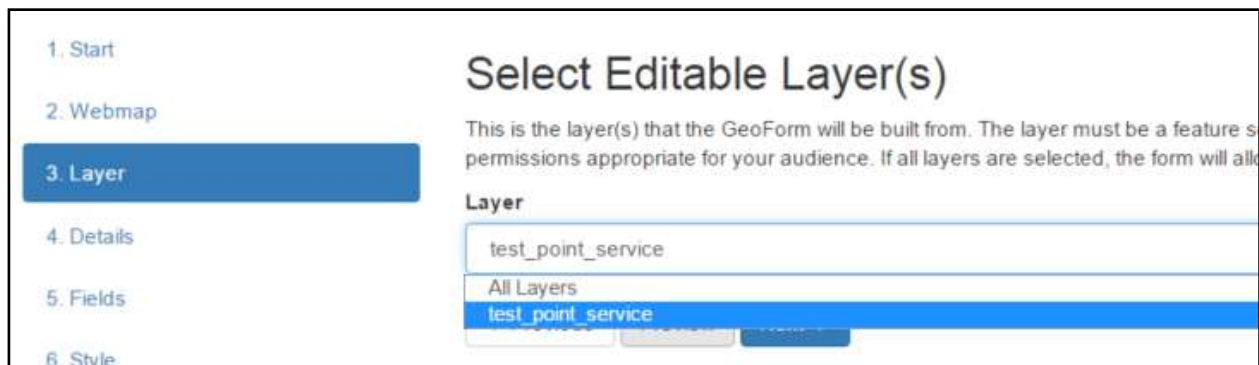 1. Start
2. Webmap
3. Layer
4. Details
5. Fields
6. Style
Select Editable Layer(s)
This is the layer(s) that the GeoForm will be built from. The layer must be a feature
permissions appropriate for your audience. If all layers are selected, the form will
Layer
test_point_service
All Layers
test_point_service